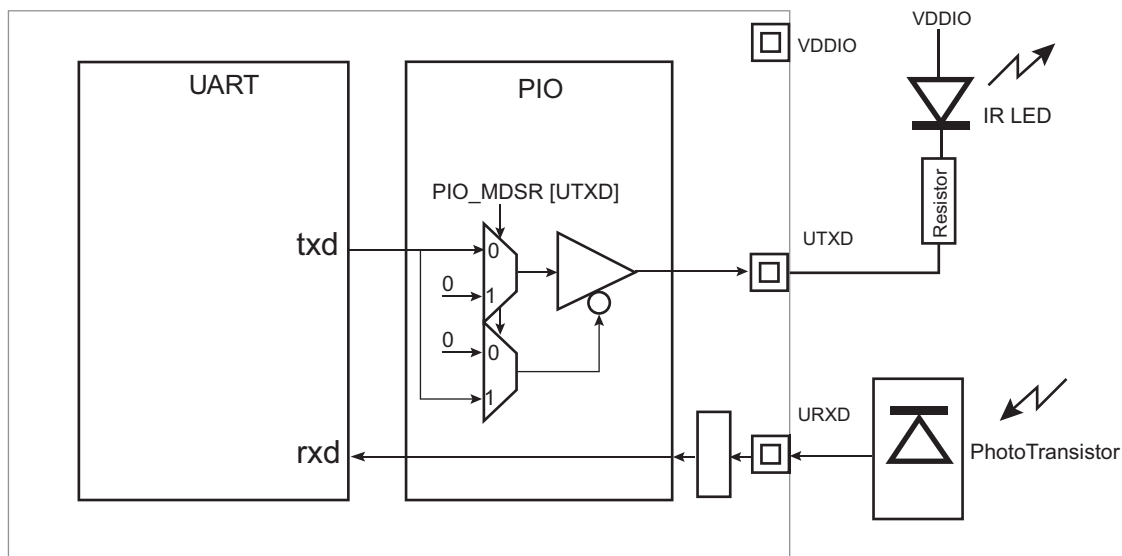 VDDIO
VDDIO
UART
PIO
IR LED
PIO_MDSR [UTXD]
Resistor
txd
0
UTXD
0
1
0
0
1
URXD
rxd
PhotoTransistor